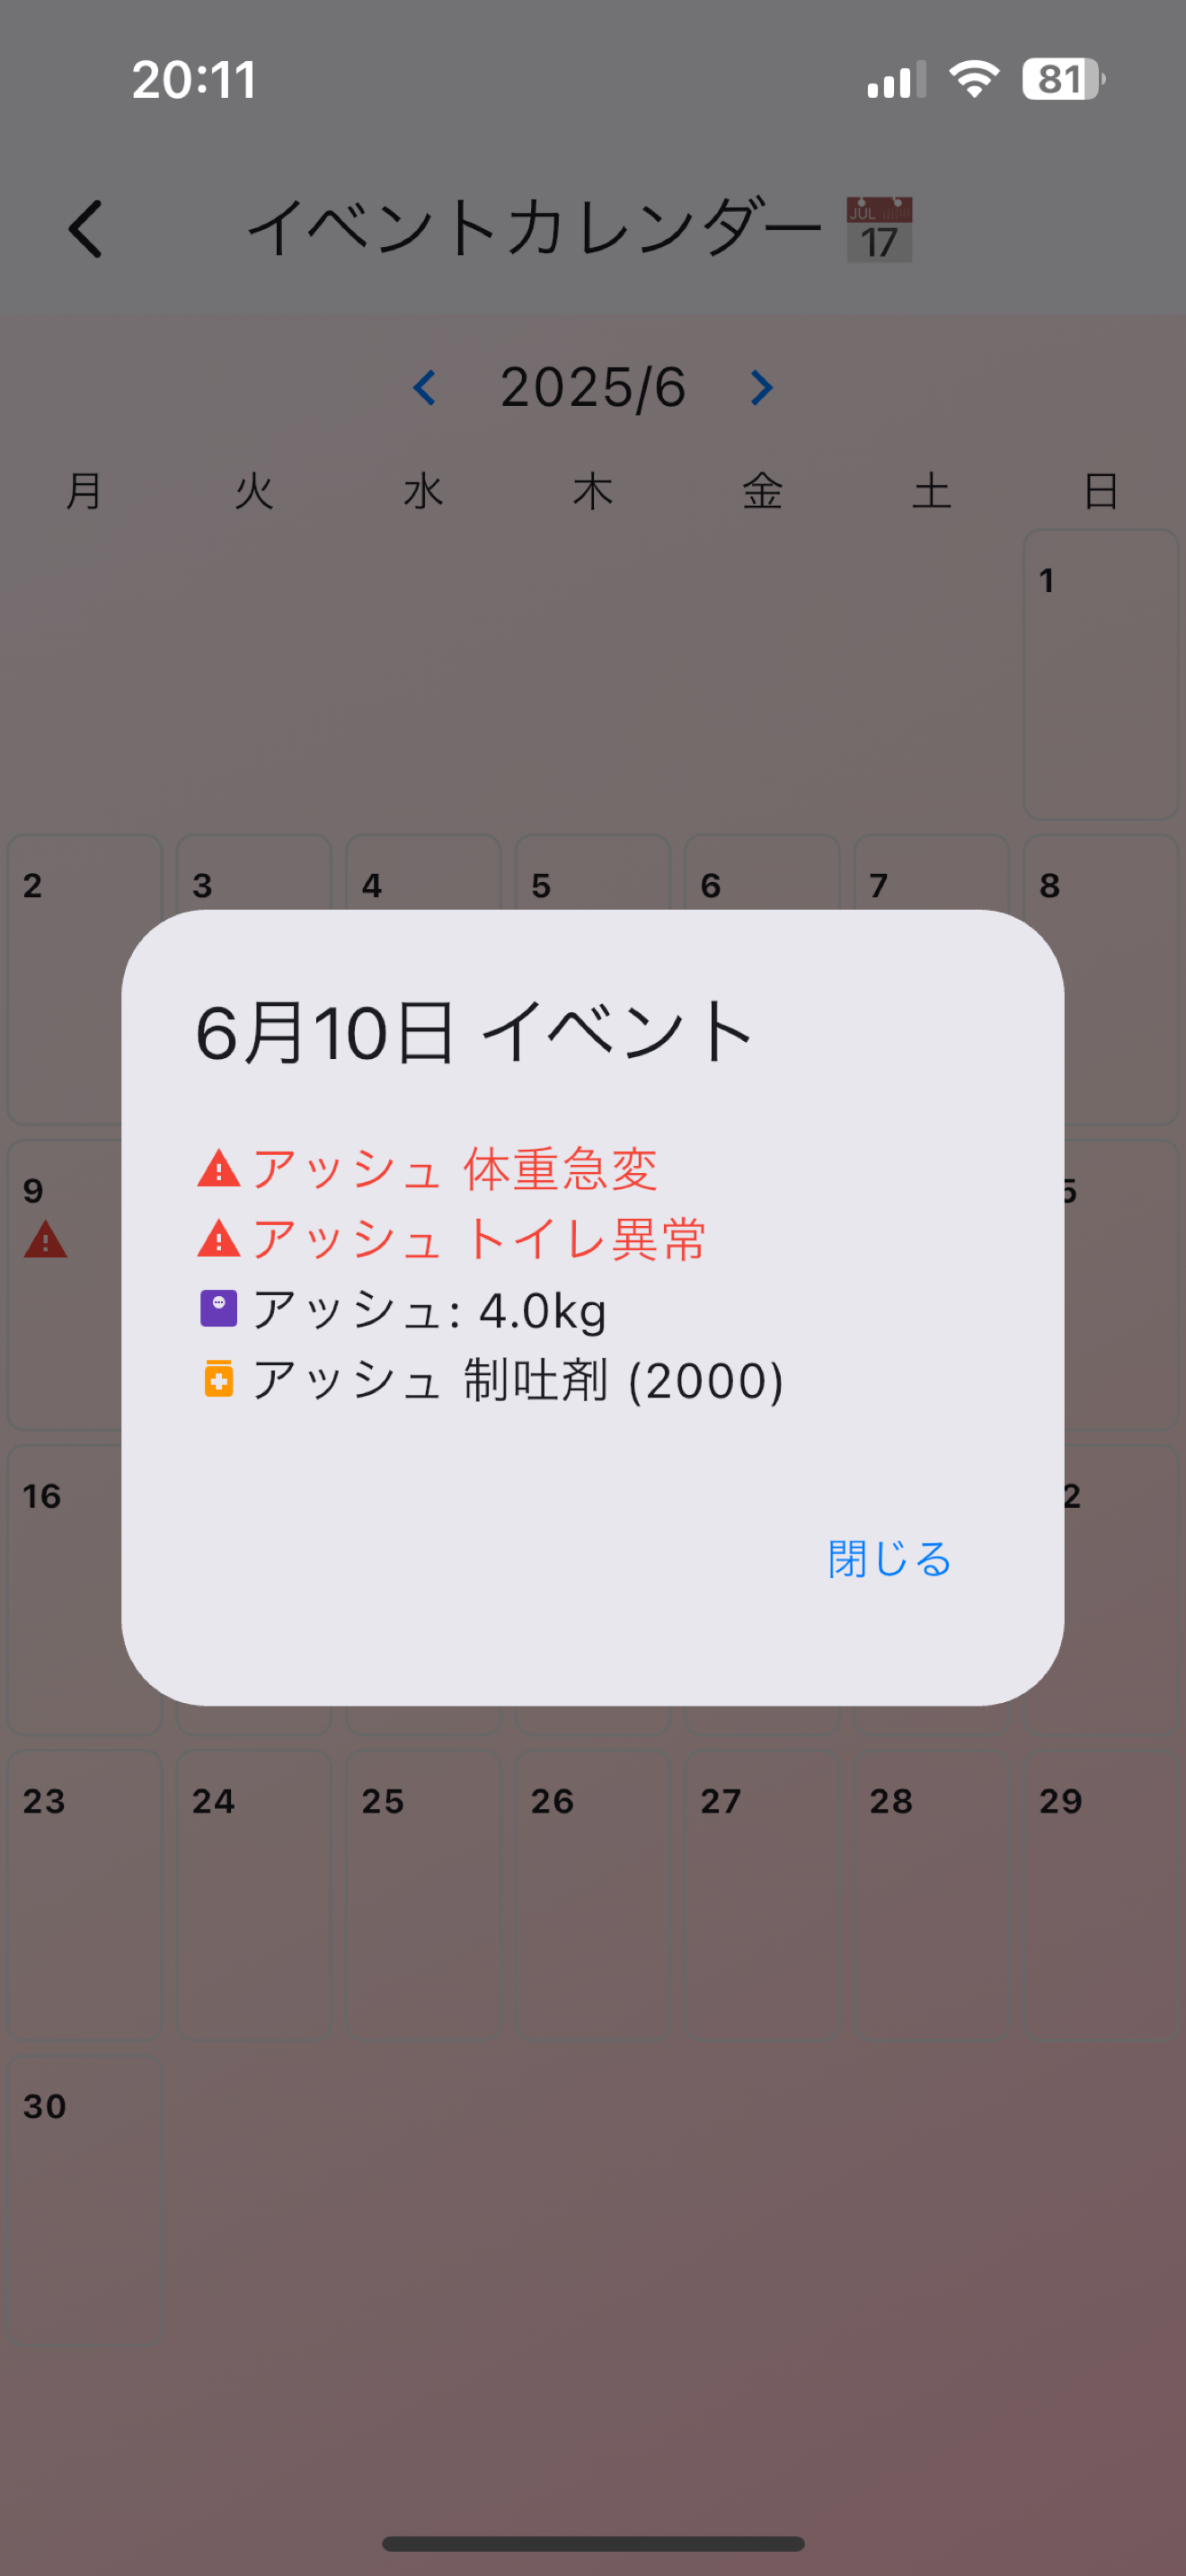 20:11
81
イベントカレンダー
JUL
17
2025/6
月 火 水 木 金 土 日
1
2 3 4 5 6 7 8
6月10日 イベント
アッシュ 体重急変
アッシュ トイレ異常
アッシュ: 4.0kg
アッシュ 制吐剤 (2000)
閉じる
9 5
16 2
23 24 25 26 27 28 29
30